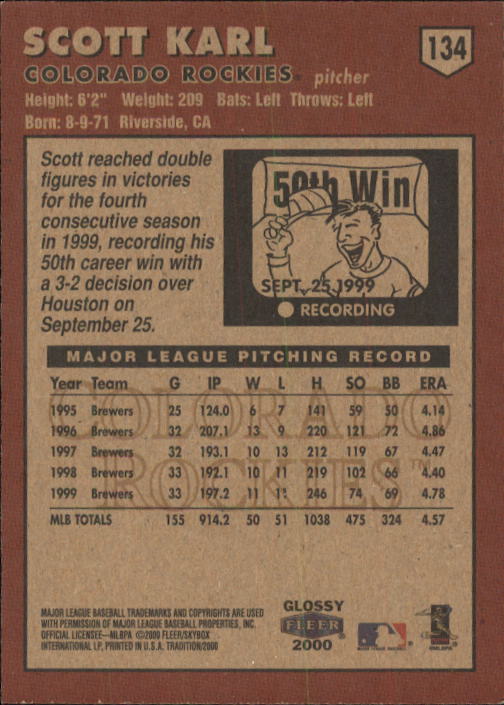 SCOTT KARL
134
COLORADO ROCKIES pitcher
Height: 6'2" Weight: 209 Bats: Left Throws: Left
Born: 8-9-71 Riverside, CA
Scott reached double
figures in victories
for the fourth
consecutive season
in 1999, recording his
50th career win with
a 3-2 decision over
Houston on
September 25.
50th Win
SEPT. 25, 1999
RECORDING
MAJOR LEAGUE PITCHING RECORD
Year Team G IP W L H SO BB ERA
1995 Brewers 25 124.0 6 7 141 59 50 4.14
1996 Brewers 32 207.1 13 9 220 121 72 4.86
1997 Brewers 32 193.1 10 13 212 119 67 4.47
1998 Brewers 33 192.1 10 11 219 102 66 4.40
1999 Brewers 33 197.2 11 11 246 74 69 4.78
MLB TOTALS 155 914.2 50 51 1038 475 324 4.57
COLORADO
ROCKIES™
MAJOR LEAGUE BASEBALL TRADEMARKS AND COPYRIGHTS ARE USED
WITH PERMISSION OF MAJOR LEAGUE BASEBALL PROPERTIES, INC.
OFFICIAL LICENSEE—MLBPA ©2000 FLEER/SKYBOX
INTERNATIONAL LP, PRINTED IN U.S.A. TRADITION/2000
GLOSSY
FLEER
2000